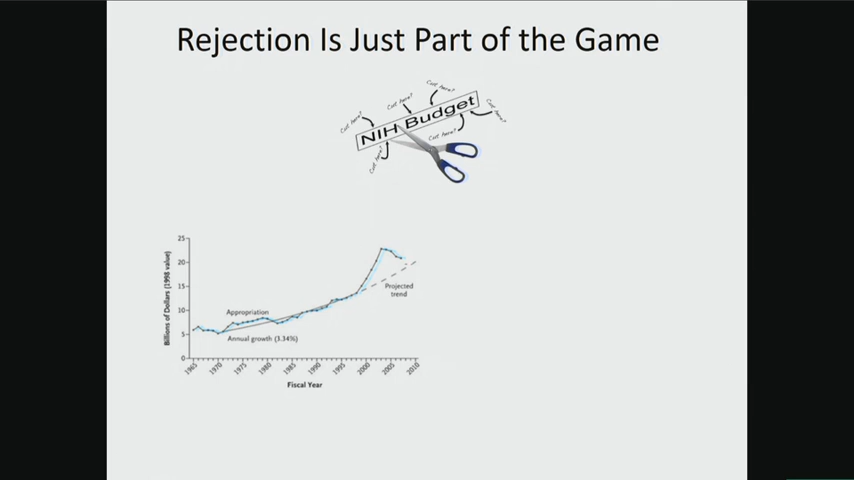 Rejection Is Just Part of the Game
Cut here?
Cut here?
Cut here?
Cut here?
Cut here?
Cut here?
NIH Budget
25
20
15
10
5
0
Billions of Dollars (1998 value)
Appropriation
Annual growth (3.34%)
Projected
trend
1965
1970
1975
1980
1985
1990
1995
2000
2005
2010
Fiscal Year